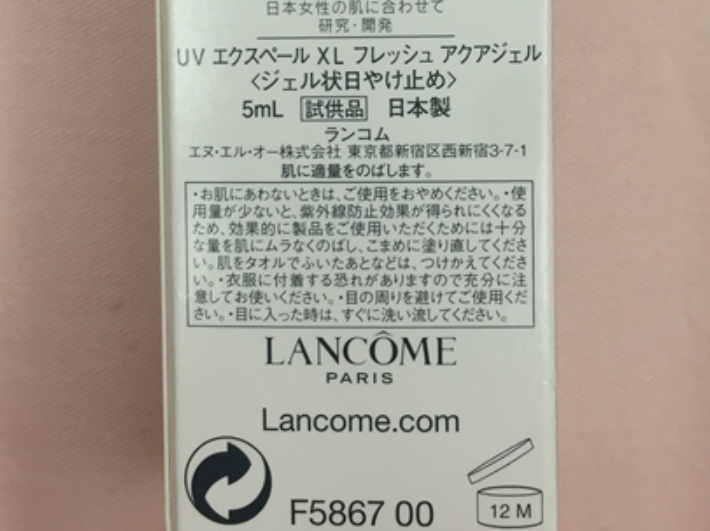 日本女性の肌に合わせて
研究・開発
UV エクスペール XL フレッシュ アクアジェル
〈ジェル状日やけ止め〉
5mL 試供品 日本製
ランコム
エヌ・エル・オー株式会社 東京都新宿区西新宿3-7-1
肌に適量をのばします。
・お肌にあわないときは、ご使用をおやめください。・使
用量が少ないと、紫外線防止効果が得られにくくなる
ため、効果的に製品をご使用いただくためには十分
な量を肌にムラなくのばし、こまめに塗り直してくださ
い。肌をタオルでふいたあとなどは、つけかえてくださ
い。・衣服に付着する恐れがありますので充分に注
意してお使いください。・目の周りを避けてご使用くだ
さい。・目に入った時は、すぐに洗い流してください。
LANCÔME
PARIS
Lancome.com
F5867 00
12 M